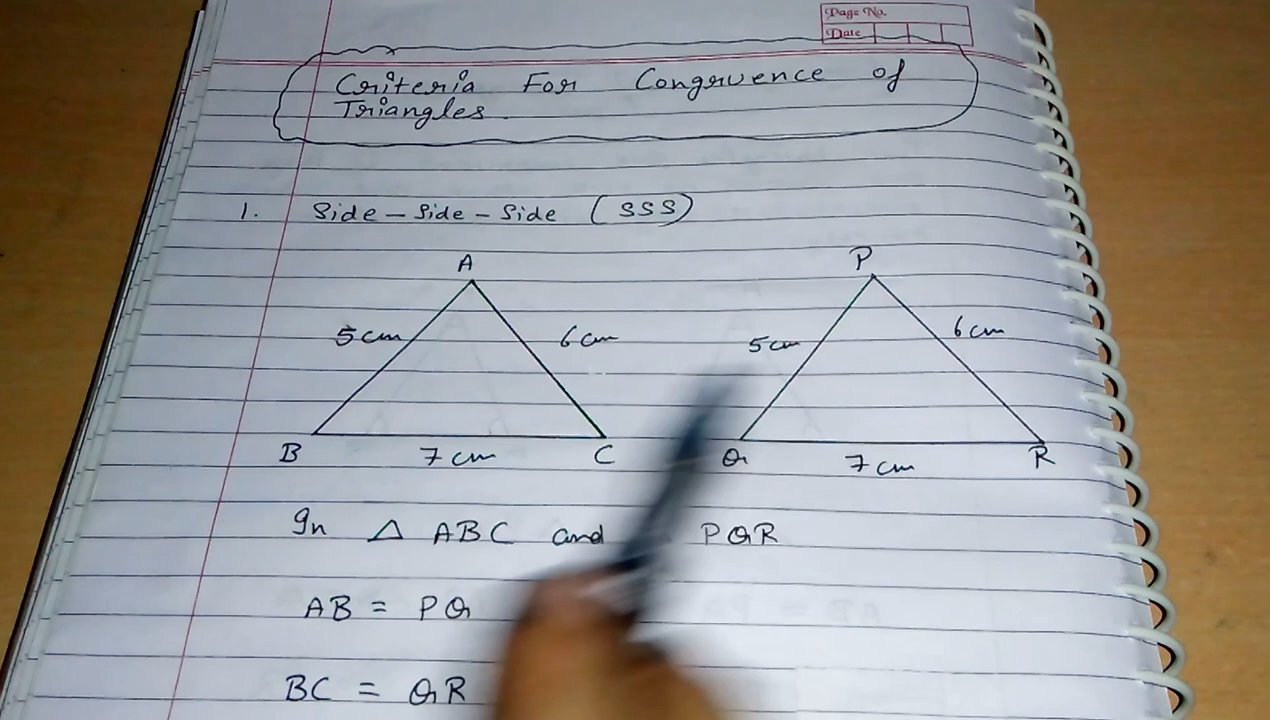 Page No.
Date
Criteria For Congruence of
Triangles.
1. Side - Side - Side (SSS)
A P
5 cm 6 cm 5 cm 6 cm
B 7 cm C Q 7 cm R
In △ ABC and PQR
AB = PQ
BC = QR